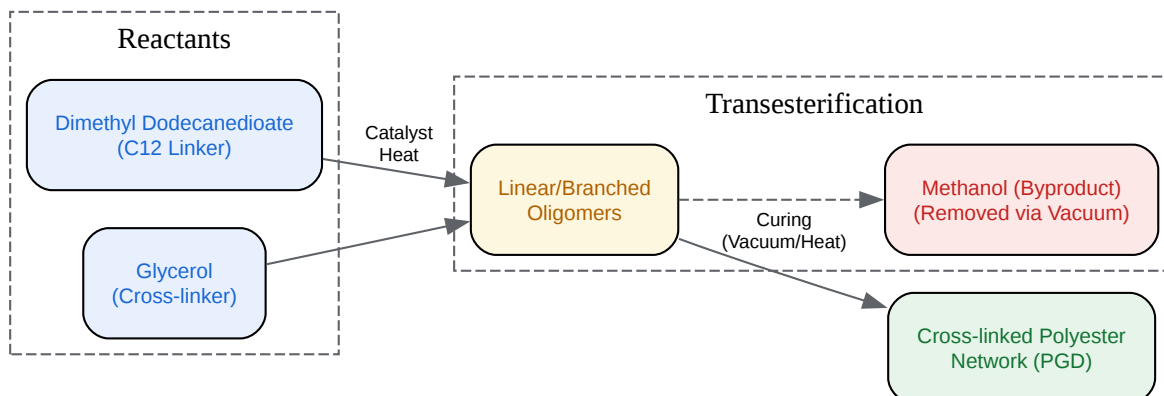 Reactants
Dimethyl Dodecanedioate
(C12 Linker)
Glycerol
(Cross-linker)
Catalyst
Heat
Transesterification
Linear/Branched
Oligomers
Methanol (Byproduct)
(Removed via Vacuum)
Curing
(Vacuum/Heat)
Cross-linked Polyester
Network (PGD)